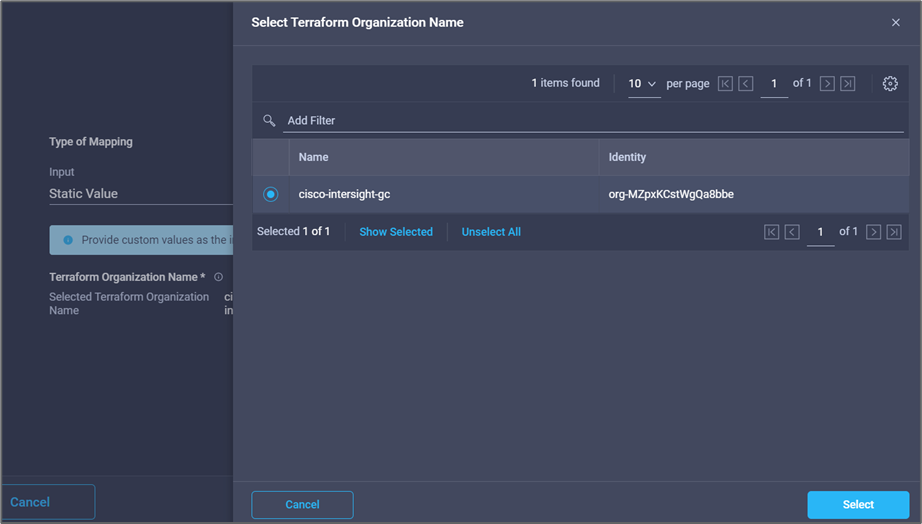 Select Terraform Organization Name
1 items found
10
per page
1
of 1
Add Filter
Name
Identity
cisco-intersight-gc
org-MZpxKCstWgQa8bbe
Selected 1 of 1
Show Selected
Unselect All
1
of 1
Type of Mapping
Input
Static Value
Provide custom values as the
Terraform Organization Name *
Selected Terraform Organization
Name
ci
in
Cancel
Cancel
Select